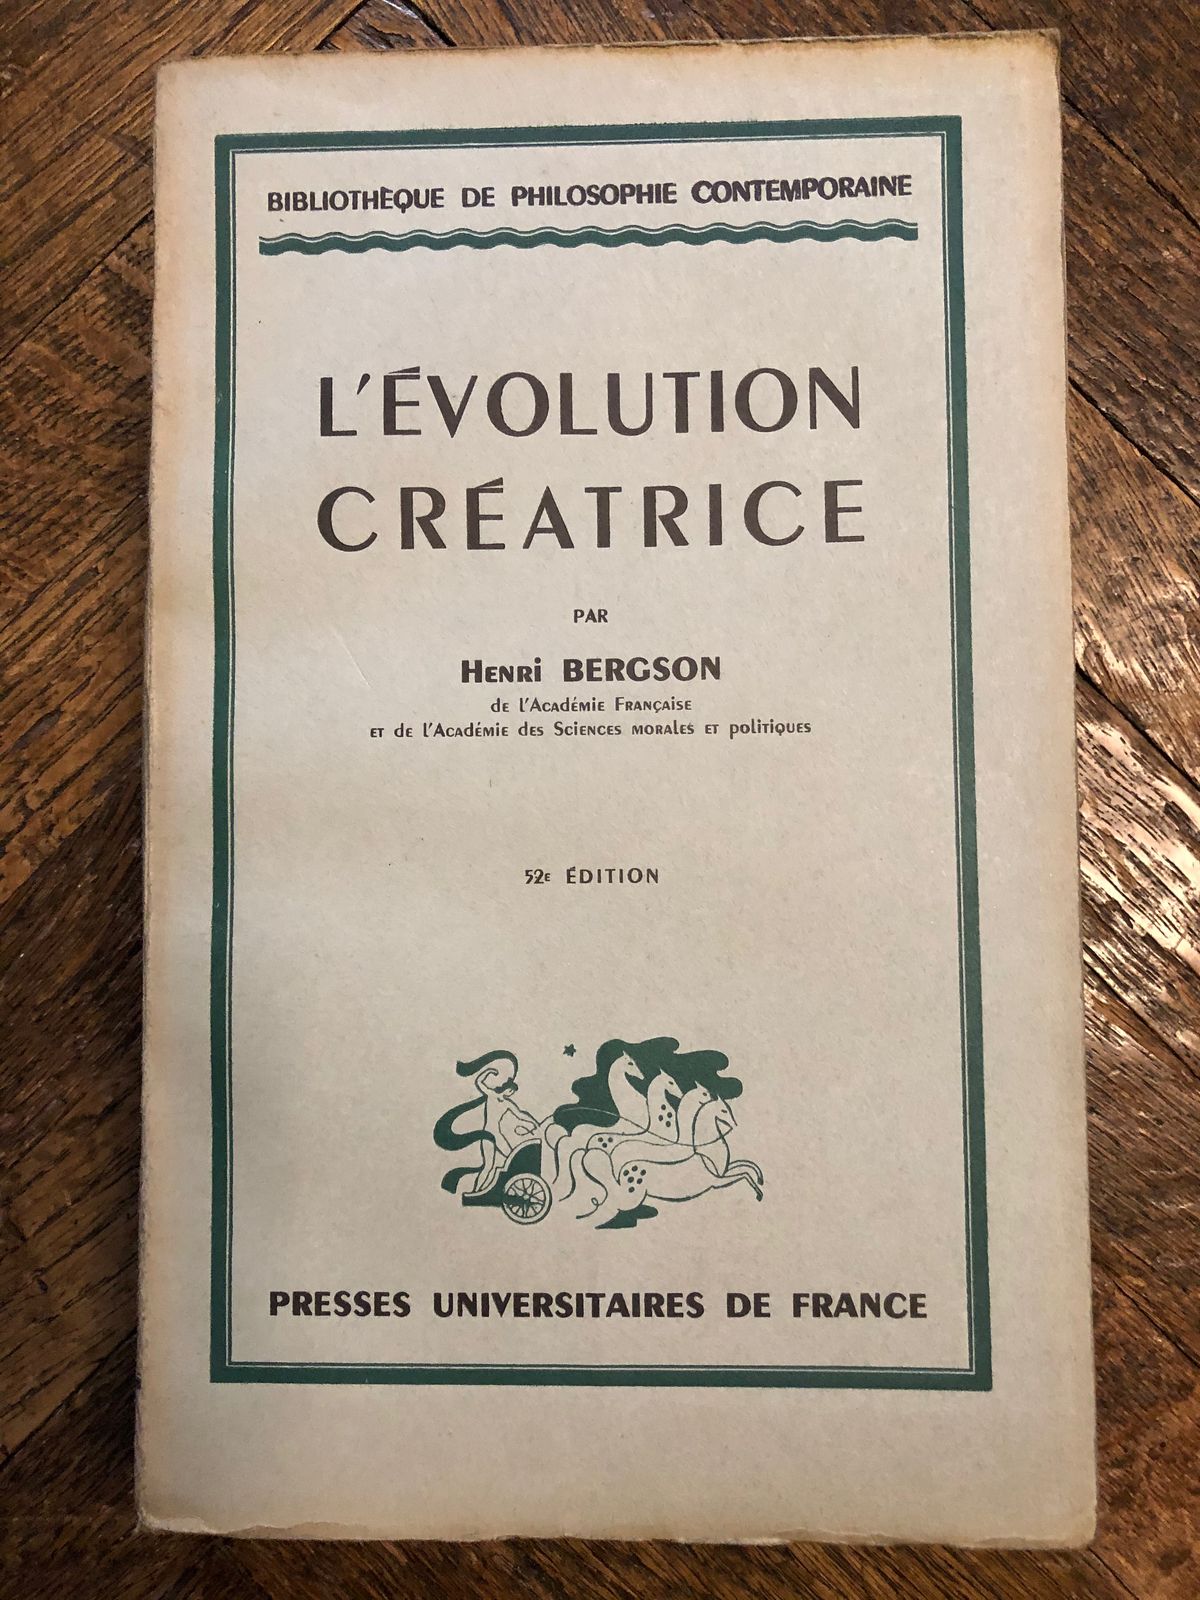 BIBLIOTHÈQUE DE PHILOSOPHIE CONTEMPORAINE
L'ÉVOLUTION
CRÉATRICE
PAR
HENRI BERGSON
de l'Académie Française
ET de l'Académie des Sciences morales et politiques
52E ÉDITION
PRESSES UNIVERSITAIRES DE FRANCE